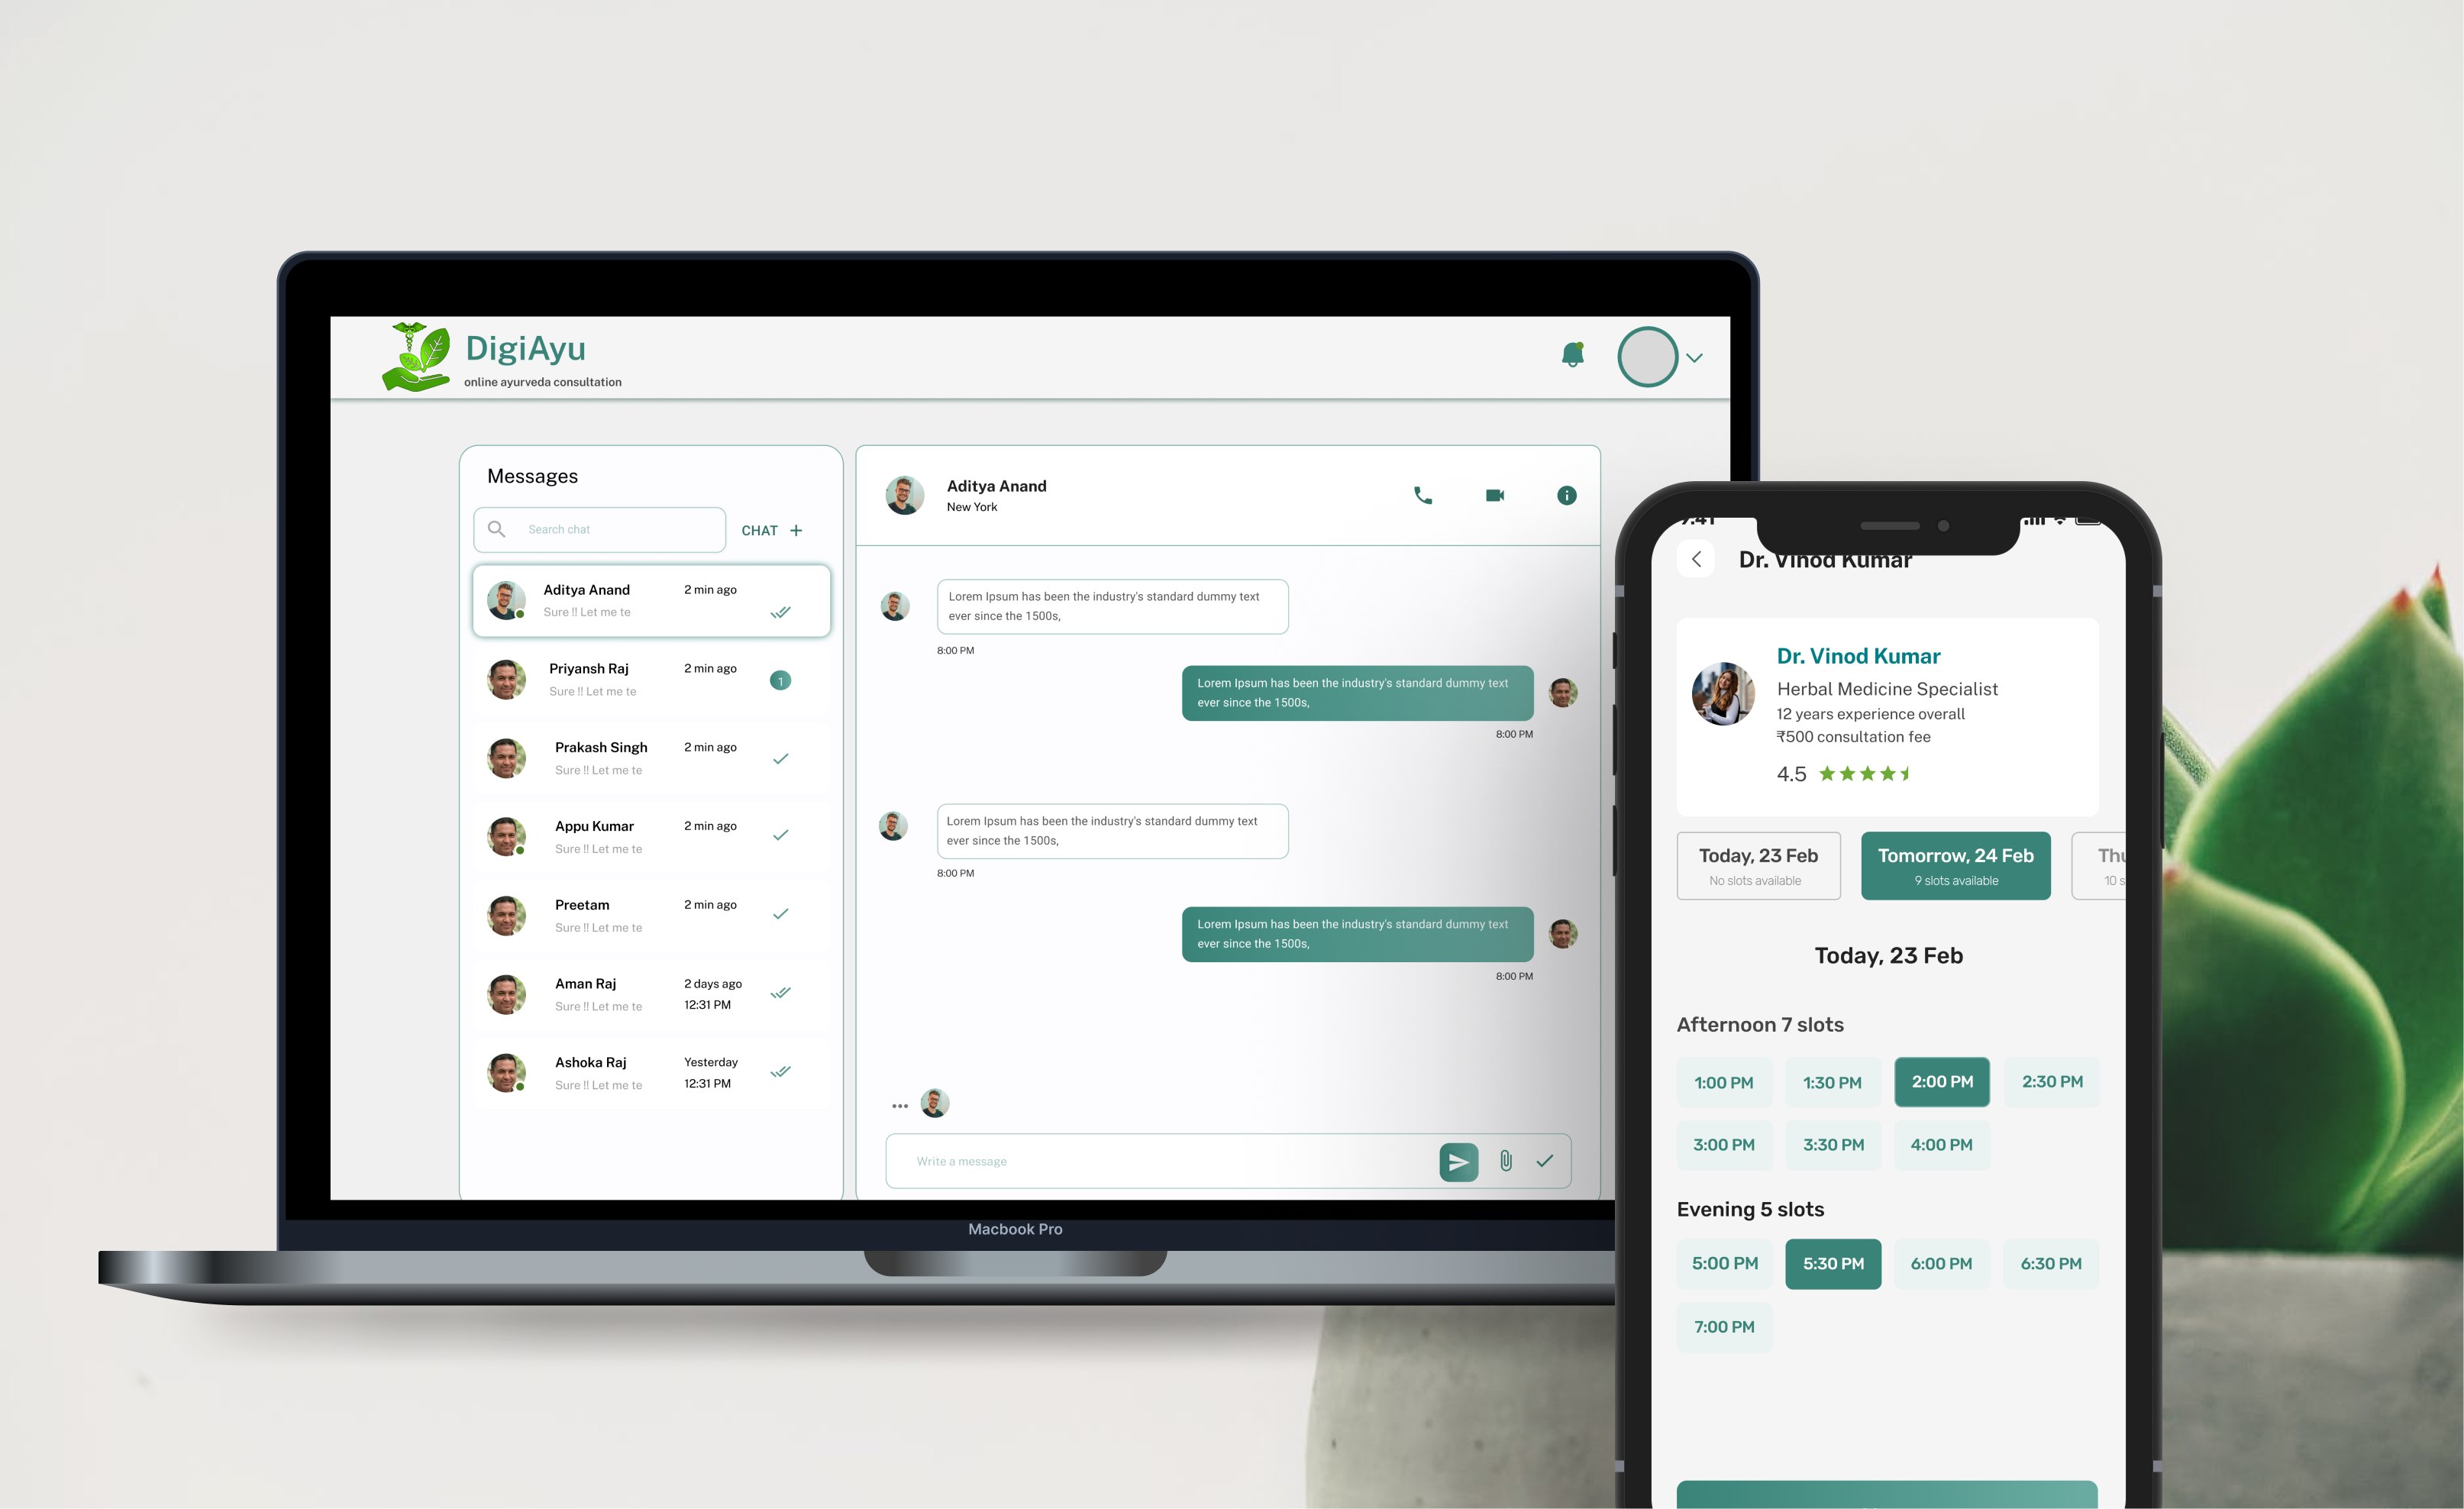 DigiAyu
online ayurveda consultation
Messages
Search chat
CHAT +
Aditya Anand
2 min ago
Sure !! Let me te
Priyansh Raj
2 min ago
Sure !! Let me te
1
Prakash Singh
2 min ago
Sure !! Let me te
Appu Kumar
2 min ago
Sure !! Let me te
Preetam
2 min ago
Sure !! Let me te
Aman Raj
2 days ago
Sure !! Let me te
12:31 PM
Ashoka Raj
Yesterday
Sure !! Let me te
12:31 PM
Aditya Anand
New York
Lorem Ipsum has been the industry's standard dummy text
ever since the 1500s,
8:00 PM
Lorem Ipsum has been the industry's standard dummy text
ever since the 1500s,
8:00 PM
Lorem Ipsum has been the industry's standard dummy text
ever since the 1500s,
8:00 PM
Lorem Ipsum has been the industry's standard dummy text
ever since the 1500s,
8:00 PM
Write a message
Macbook Pro
9:41
Dr. Vinod Kumar
Dr. Vinod Kumar
Herbal Medicine Specialist
12 years experience overall
₹500 consultation fee
4.5
Today, 23 Feb
No slots available
Tomorrow, 24 Feb
9 slots available
Thu
10 s
Today, 23 Feb
Afternoon 7 slots
1:00 PM
1:30 PM
2:00 PM
2:30 PM
3:00 PM
3:30 PM
4:00 PM
Evening 5 slots
5:00 PM
5:30 PM
6:00 PM
6:30 PM
7:00 PM